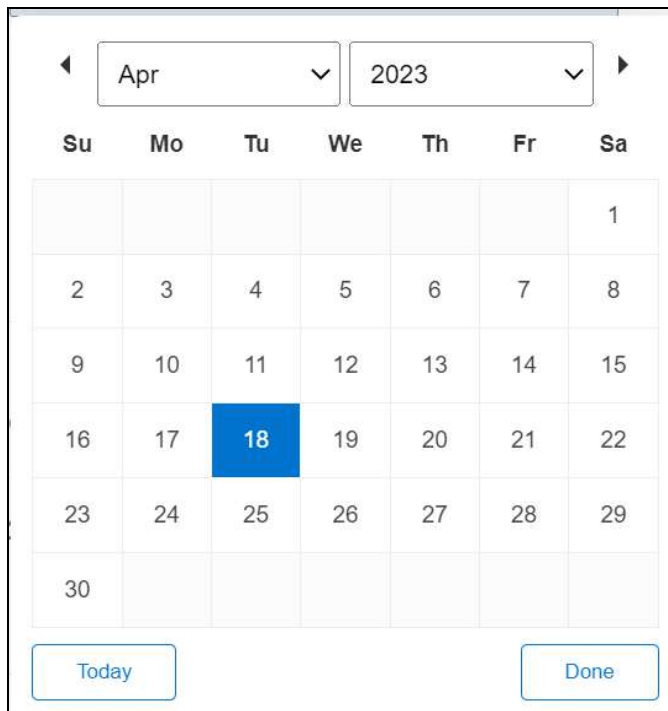 Apr 2023
Su Mo Tu We Th Fr Sa
1
2 3 4 5 6 7 8
9 10 11 12 13 14 15
16 17 18 19 20 21 22
23 24 25 26 27 28 29
30
Today Done